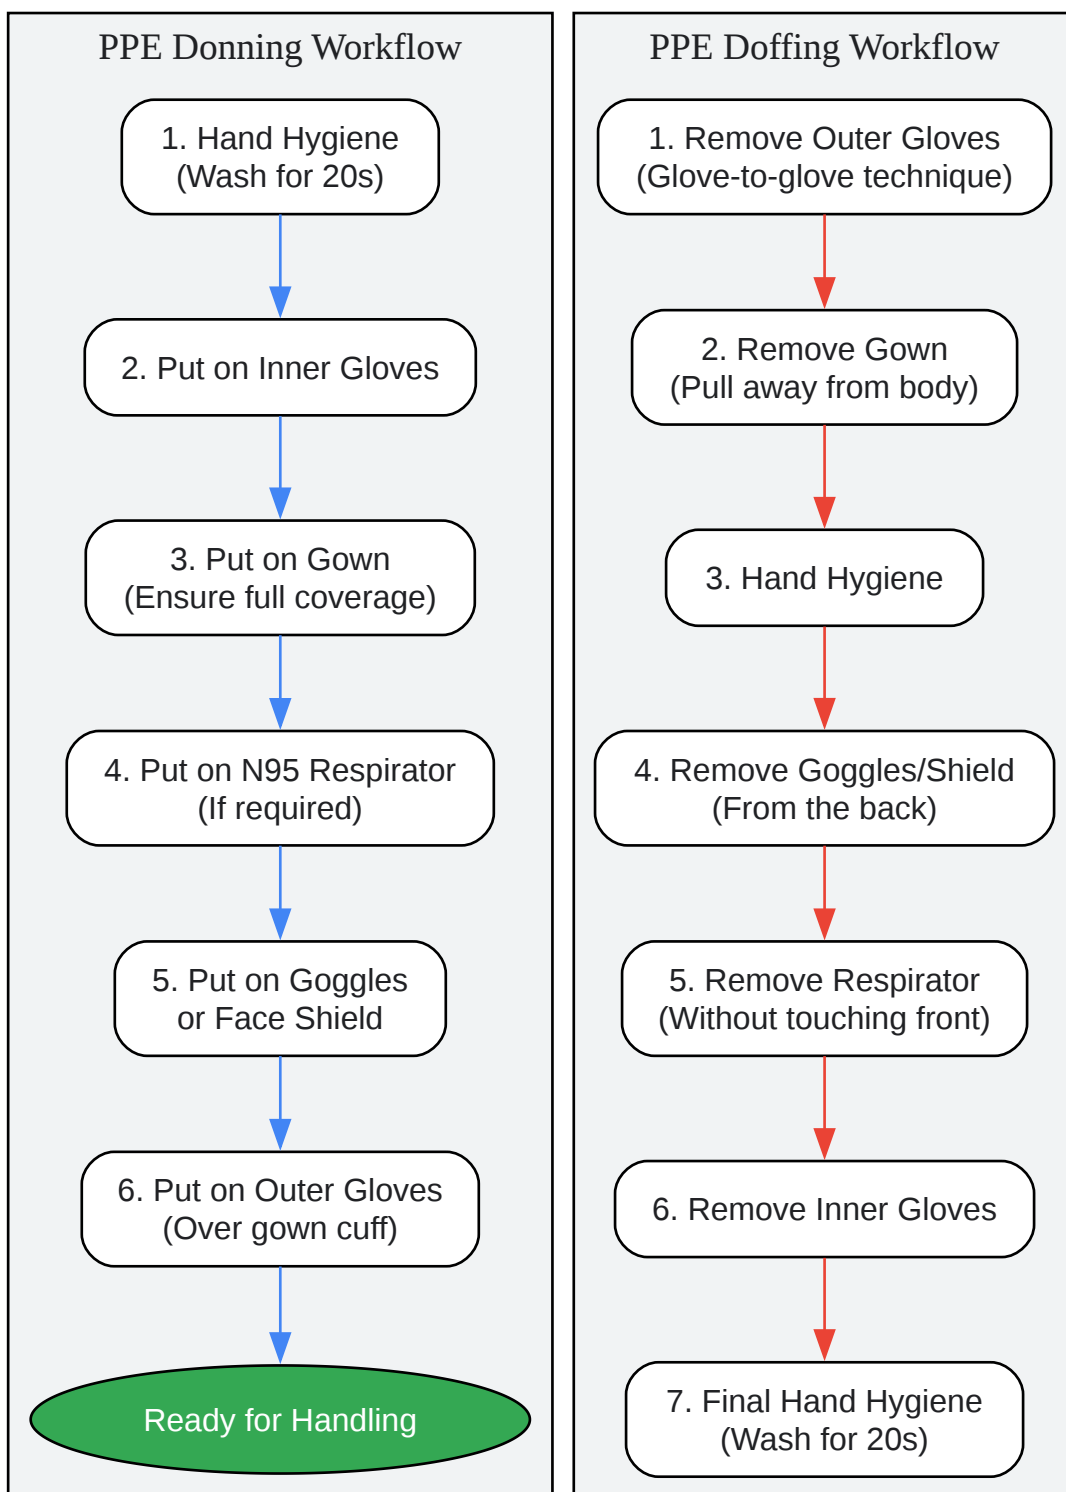 PPE Donning Workflow
1. Hand Hygiene
(Wash for 20s)
2. Put on Inner Gloves
3. Put on Gown
(Ensure full coverage)
4. Put on N95 Respirator
(If required)
5. Put on Goggles
or Face Shield
6. Put on Outer Gloves
(Over gown cuff)
Ready for Handling
PPE Doffing Workflow
1. Remove Outer Gloves
(Glove-to-glove technique)
2. Remove Gown
(Pull away from body)
3. Hand Hygiene
4. Remove Goggles/Shield
(From the back)
5. Remove Respirator
(Without touching front)
6. Remove Inner Gloves
7. Final Hand Hygiene
(Wash for 20s)